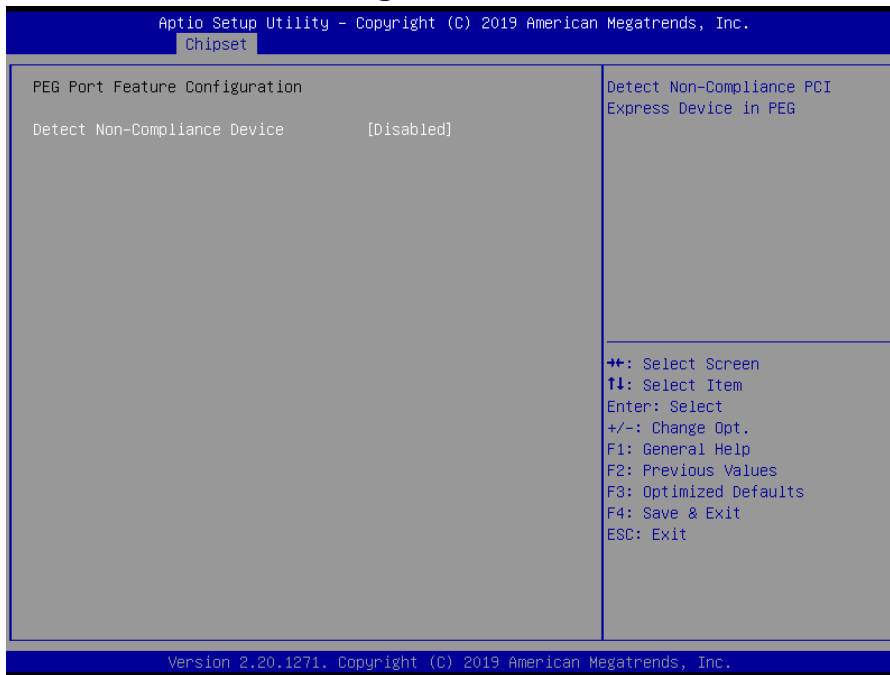 Aptio Setup Utility – Copyright (C) 2019 American Megatrends, Inc.
Chipset
PEG Port Feature Configuration
Detect Non-Compliance Device [Disabled]
Detect Non-Compliance PCI
Express Device in PEG
→←: Select Screen
↑↓: Select Item
Enter: Select
+/-: Change Opt.
F1: General Help
F2: Previous Values
F3: Optimized Defaults
F4: Save & Exit
ESC: Exit
Version 2.20.1271. Copyright (C) 2019 American Megatrends, Inc.